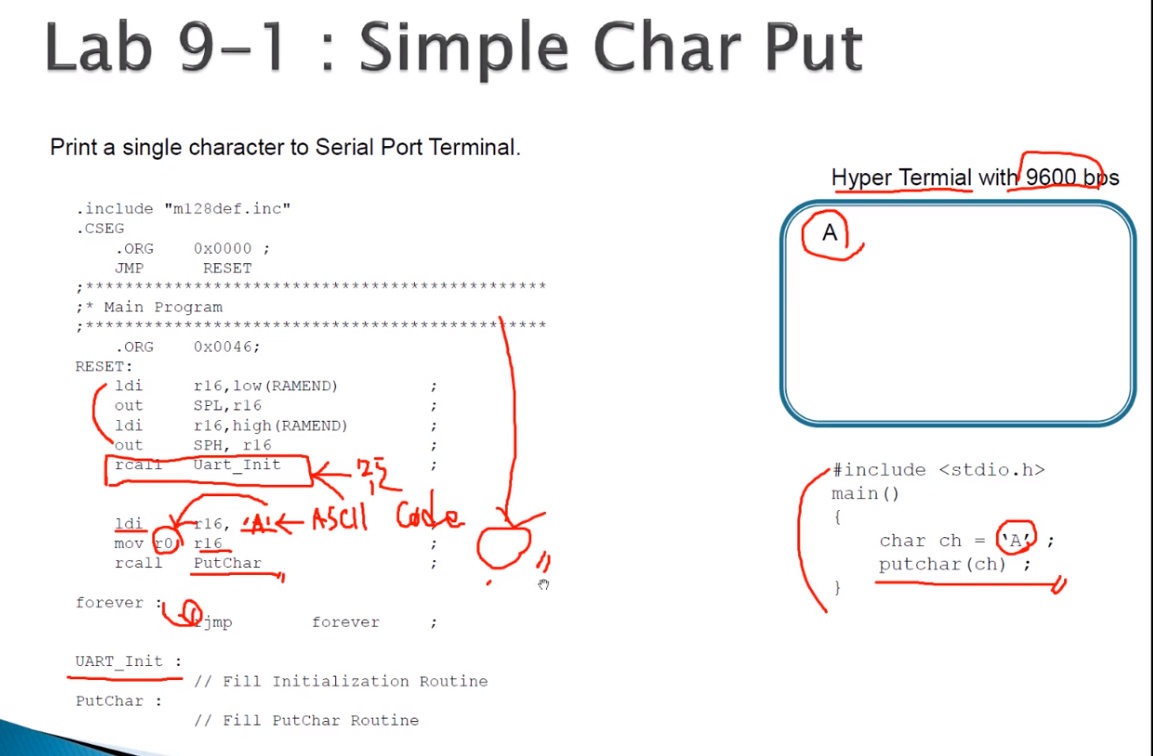 Lab 9-1 : Simple Char Put
Print a single character to Serial Port Terminal.
.include "m128def.inc"
.CSEG
.ORG 0x0000 ;
JMP RESET
;***********************************************
;* Main Program
;***********************************************
.ORG 0x0046;
RESET:
ldi r16,low(RAMEND) ;
out SPL,r16 ;
ldi r16,high(RAMEND) ;
out SPH, r16 ;
rcall Uart_Init ;
ldi r16, 'A' ← ASCII Code
mov r0, r16 ;
rcall PutChar ;
forever :
rjmp forever ;
UART_Init :
// Fill Initialization Routine
PutChar :
// Fill PutChar Routine
Hyper Termial with 9600 bps
A
#include <stdio.h>
main()
{
char ch = 'A' ;
putchar(ch) ;
}